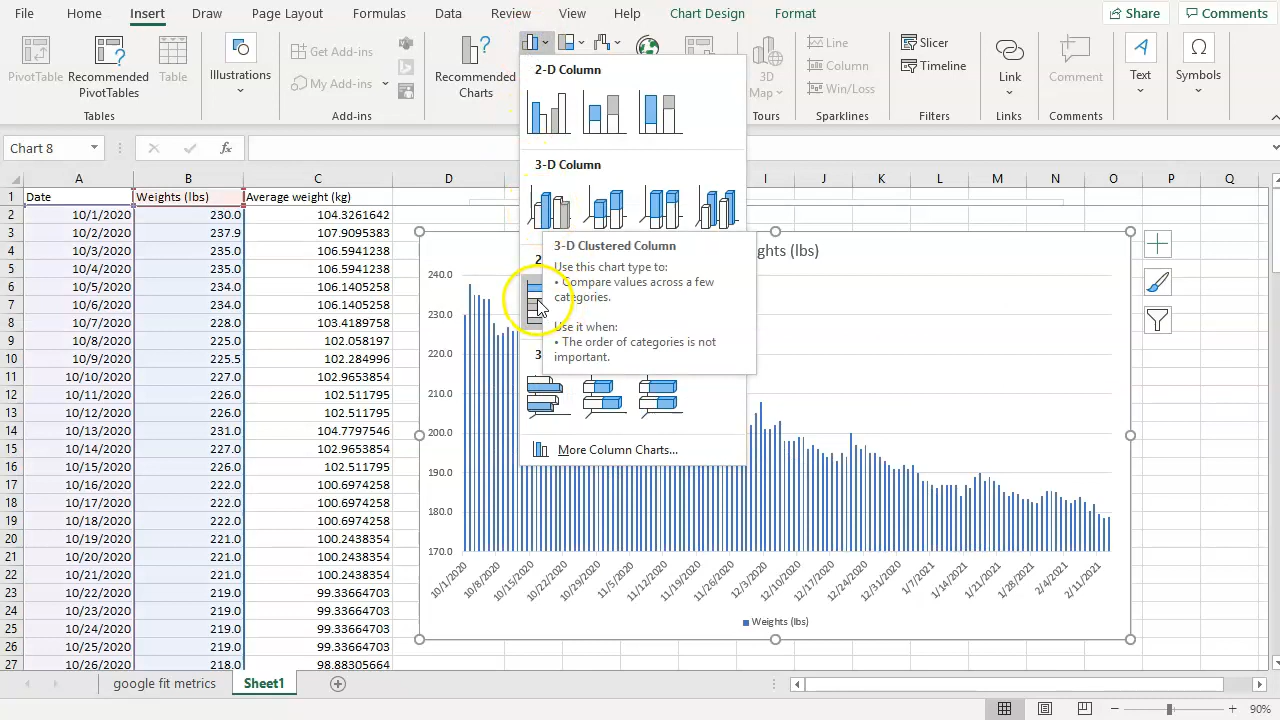 File Home Insert Draw Page Layout Formulas Data Review View Help Chart Design Format Share Comments
PivotTable Recommended PivotTables Table Illustrations Get Add-ins My Add-ins Recommended Charts 3D Map Line Column Win/Loss Slicer Timeline Link Comment Text Symbols
Tables Add-ins Tours Sparklines Filters Links Comments
2-D Column
3-D Column
3-D Clustered Column
Use this chart type to:
• Compare values across a few
categories.
Use it when:
• The order of categories is not
important.
More Column Charts...
Chart 8 fx
A B C D I J K L M N O P Q
1 Date Weights (lbs) Average weight (kg)
2 10/1/2020 230.0 104.3261642
3 10/2/2020 237.9 107.9095383
4 10/3/2020 235.0 106.5941238
5 10/4/2020 235.0 106.5941238
6 10/5/2020 234.0 106.1405258
7 10/6/2020 234.0 106.1405258
8 10/7/2020 228.0 103.4189758
9 10/8/2020 225.0 102.058197
10 10/9/2020 225.5 102.284996
11 10/10/2020 227.0 102.9653854
12 10/11/2020 226.0 102.511795
13 10/12/2020 226.0 102.511795
14 10/13/2020 231.0 104.7797546
15 10/14/2020 227.0 102.9653854
16 10/15/2020 226.0 102.511795
17 10/16/2020 222.0 100.6974258
18 10/17/2020 222.0 100.6974258
19 10/18/2020 222.0 100.6974258
20 10/19/2020 221.0 100.2438354
21 10/20/2020 221.0 100.2438354
22 10/21/2020 221.0 100.2438354
23 10/22/2020 219.0 99.33664703
24 10/23/2020 219.0 99.33664703
25 10/24/2020 219.0 99.33664703
26 10/25/2020 219.0 99.33664703
27 10/26/2020 218.0 98.88305664
(lbs)
240.0
230.0
220.0
210.0
200.0
190.0
180.0
170.0
10/1/2020 10/8/2020 10/15/2020 10/22/2020 10/29/2020 11/5/2020 11/12/2020 11/19/2020 11/26/2020 12/3/2020 12/10/2020 12/17/2020 12/24/2020 12/31/2020 1/7/2021 1/14/2021 1/21/2021 1/28/2021 2/4/2021 2/11/2021
Weights (lbs)
google fit metrics Sheet1
90%